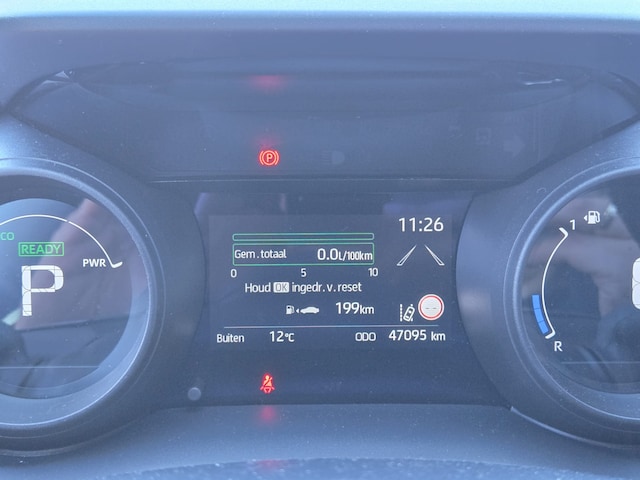 11:26
CO
READY
PWR
P
Gem. totaal 0.0L/100km
0 5 10
Houd OK ingedr. v. reset
199km
Buiten 12°C ODO 47095 km
1
R